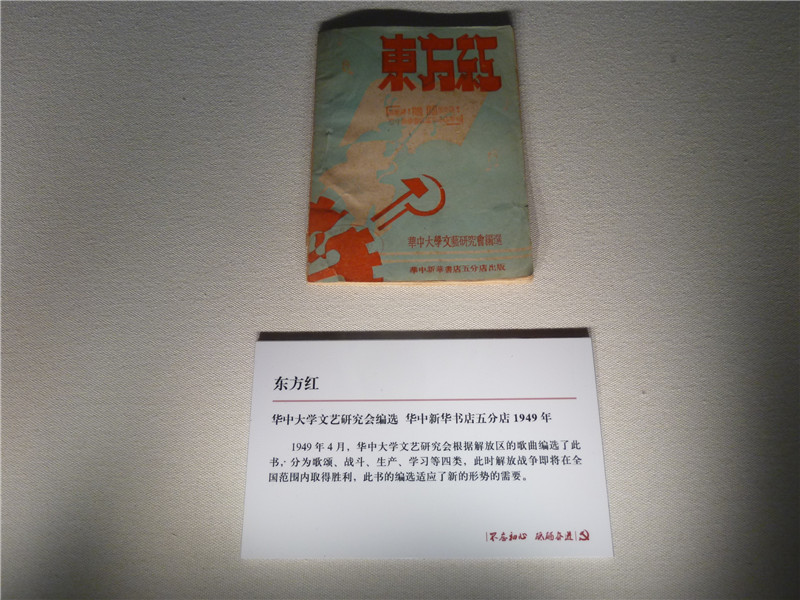 東方紅
華中大學文藝研究會編選
華中新華書店五分店出版
东方红
华中大学文艺研究会编选 华中新华书店五分店 1949 年
1949 年 4 月，华中大学文艺研究会根据解放区的歌曲编选了此
书，分为歌颂、战斗、生产、学习等四类，此时解放战争即将在全
国范围内取得胜利，此书的编选适应了新的形势的需要。
不忘初心 砥砺奋进